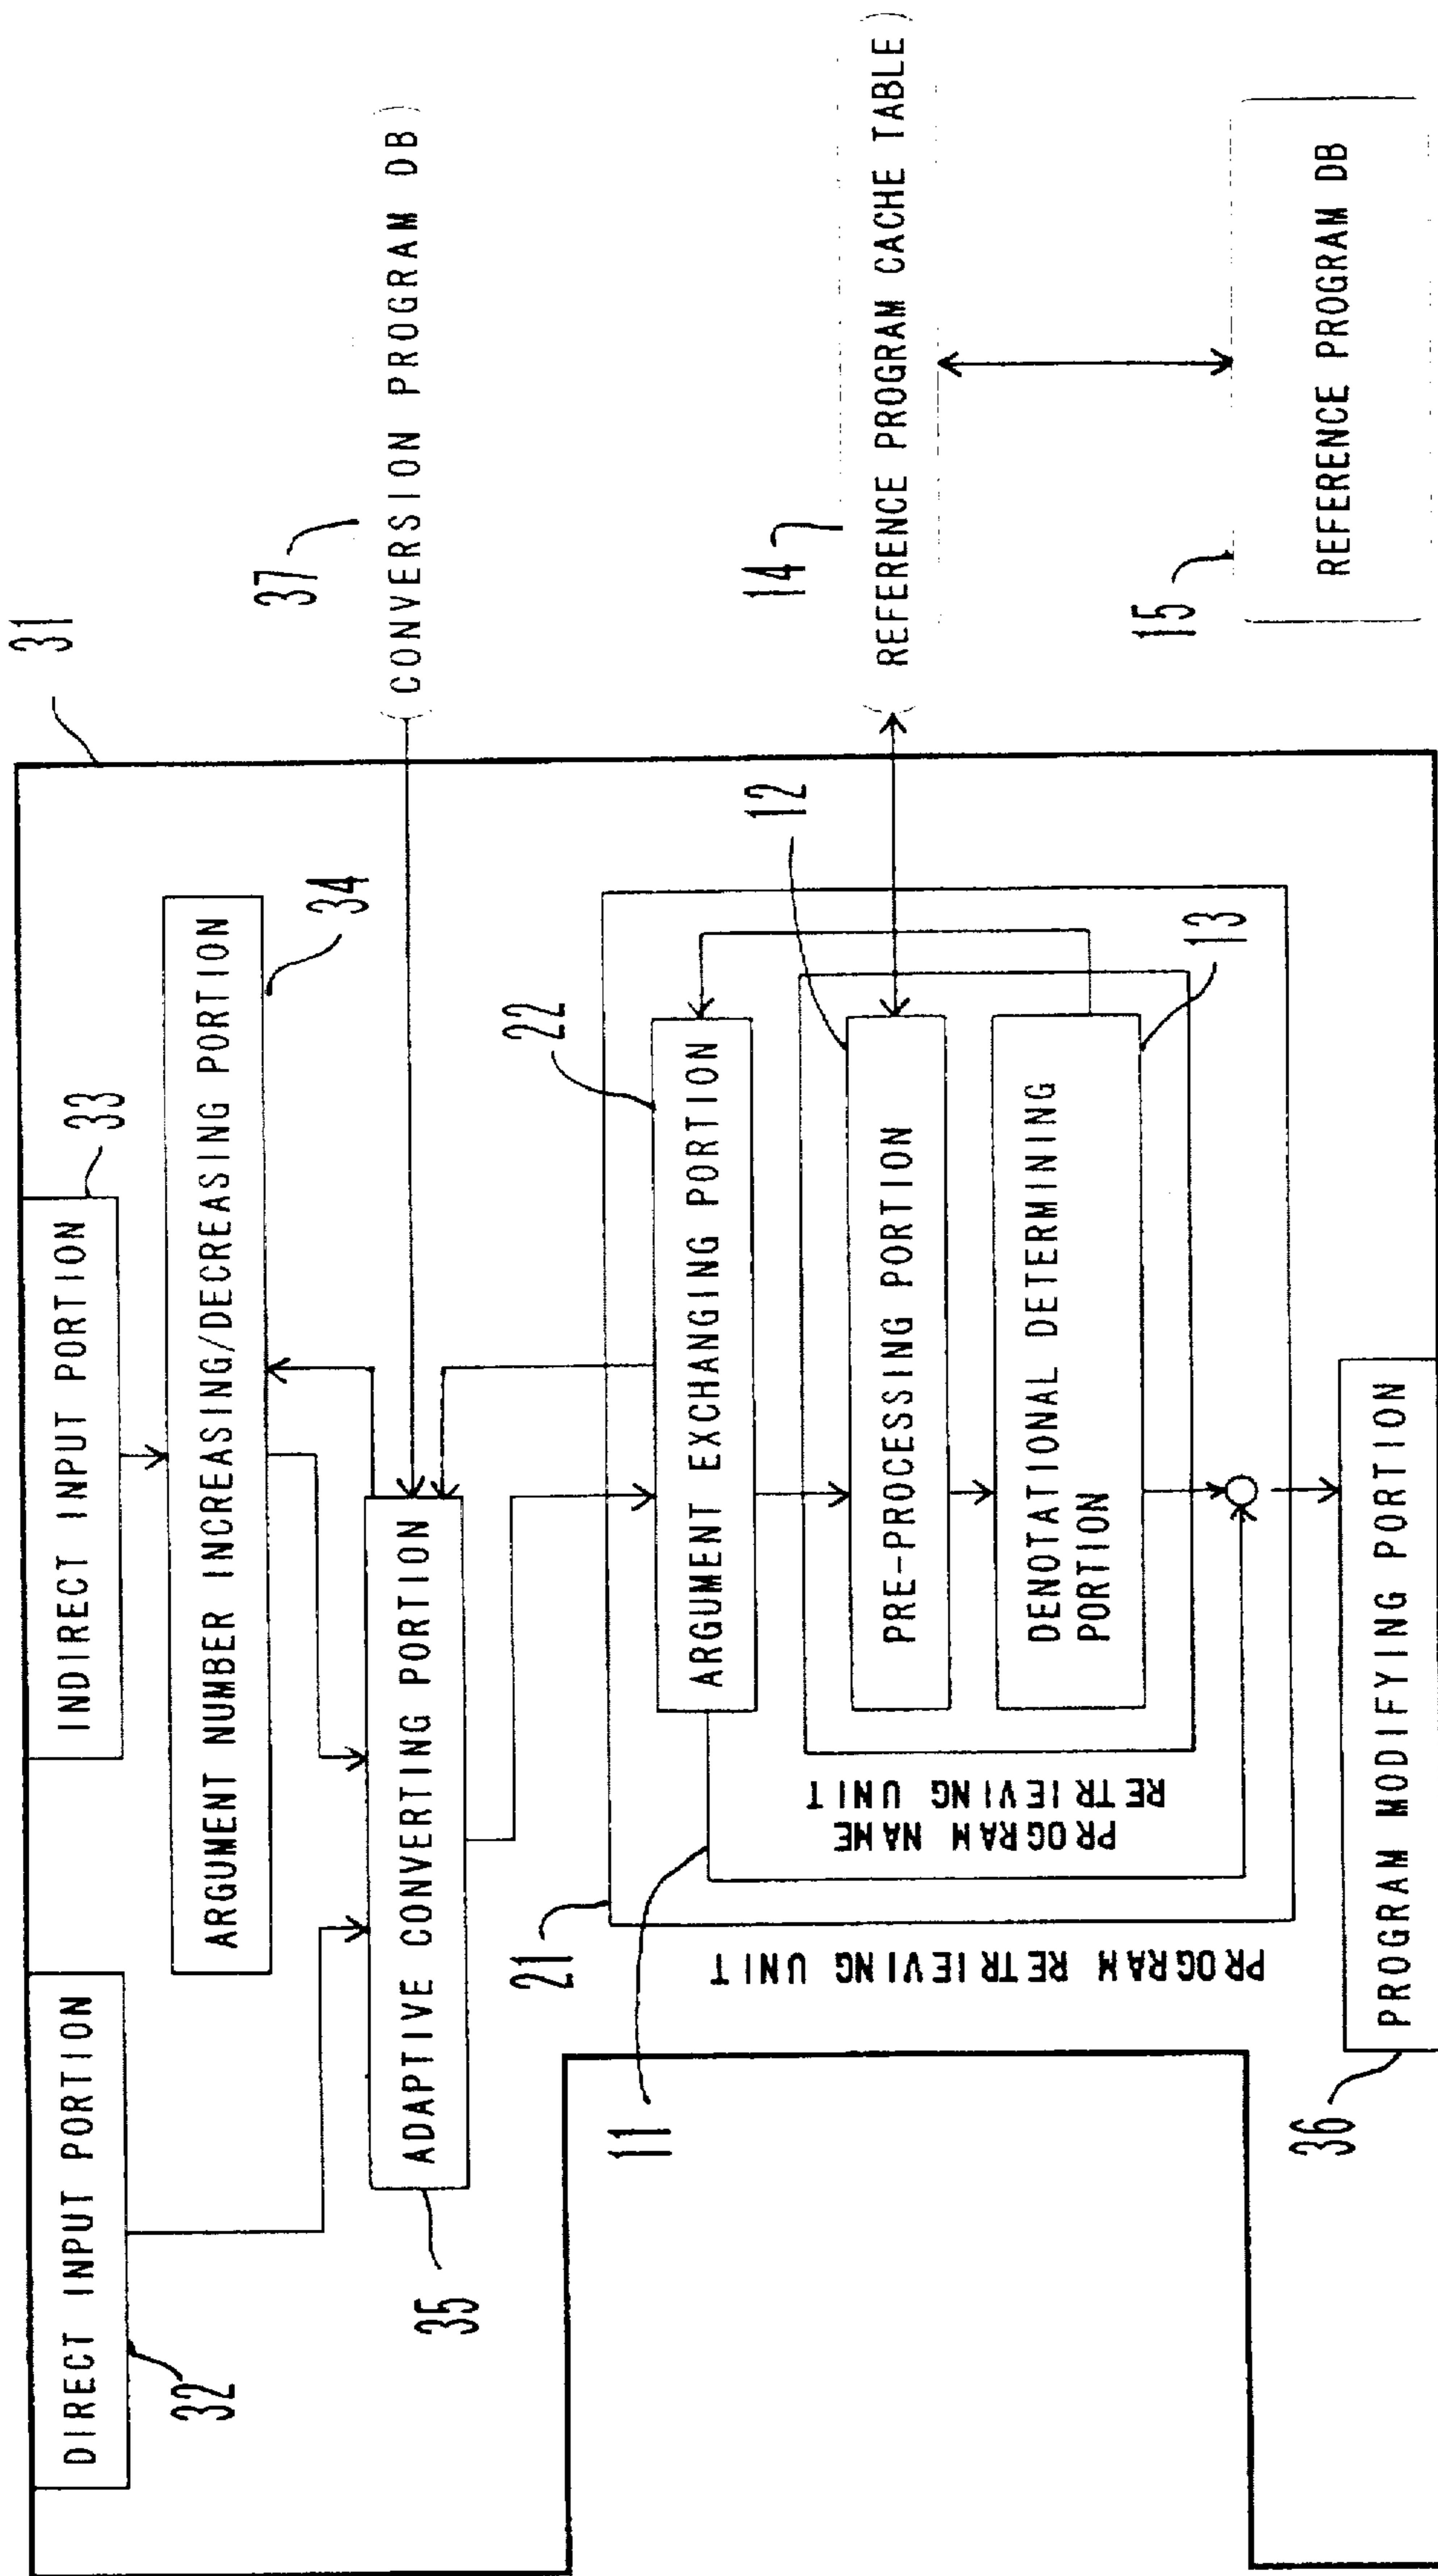 31
DIRECT INPUT PORTION
32
INDIRECT INPUT PORTION
33
ARGUMENT NUMBER INCREASING/DECREASING PORTION
34
ADAPTIVE CONVERTING PORTION
35
CONVERSION PROGRAM DB
37
PROGRAM RETRIEVING UNIT
21
ARGUMENT EXCHANGING PORTION
22
PROGRAM NAME
RETRIEVING UNIT
11
PRE-PROCESSING PORTION
12
DENOTATIONAL DETERMINING
PORTION
13
REFERENCE PROGRAM CACHE TABLE
14
REFERENCE PROGRAM DB
15
PROGRAM MODIFYING PORTION
36